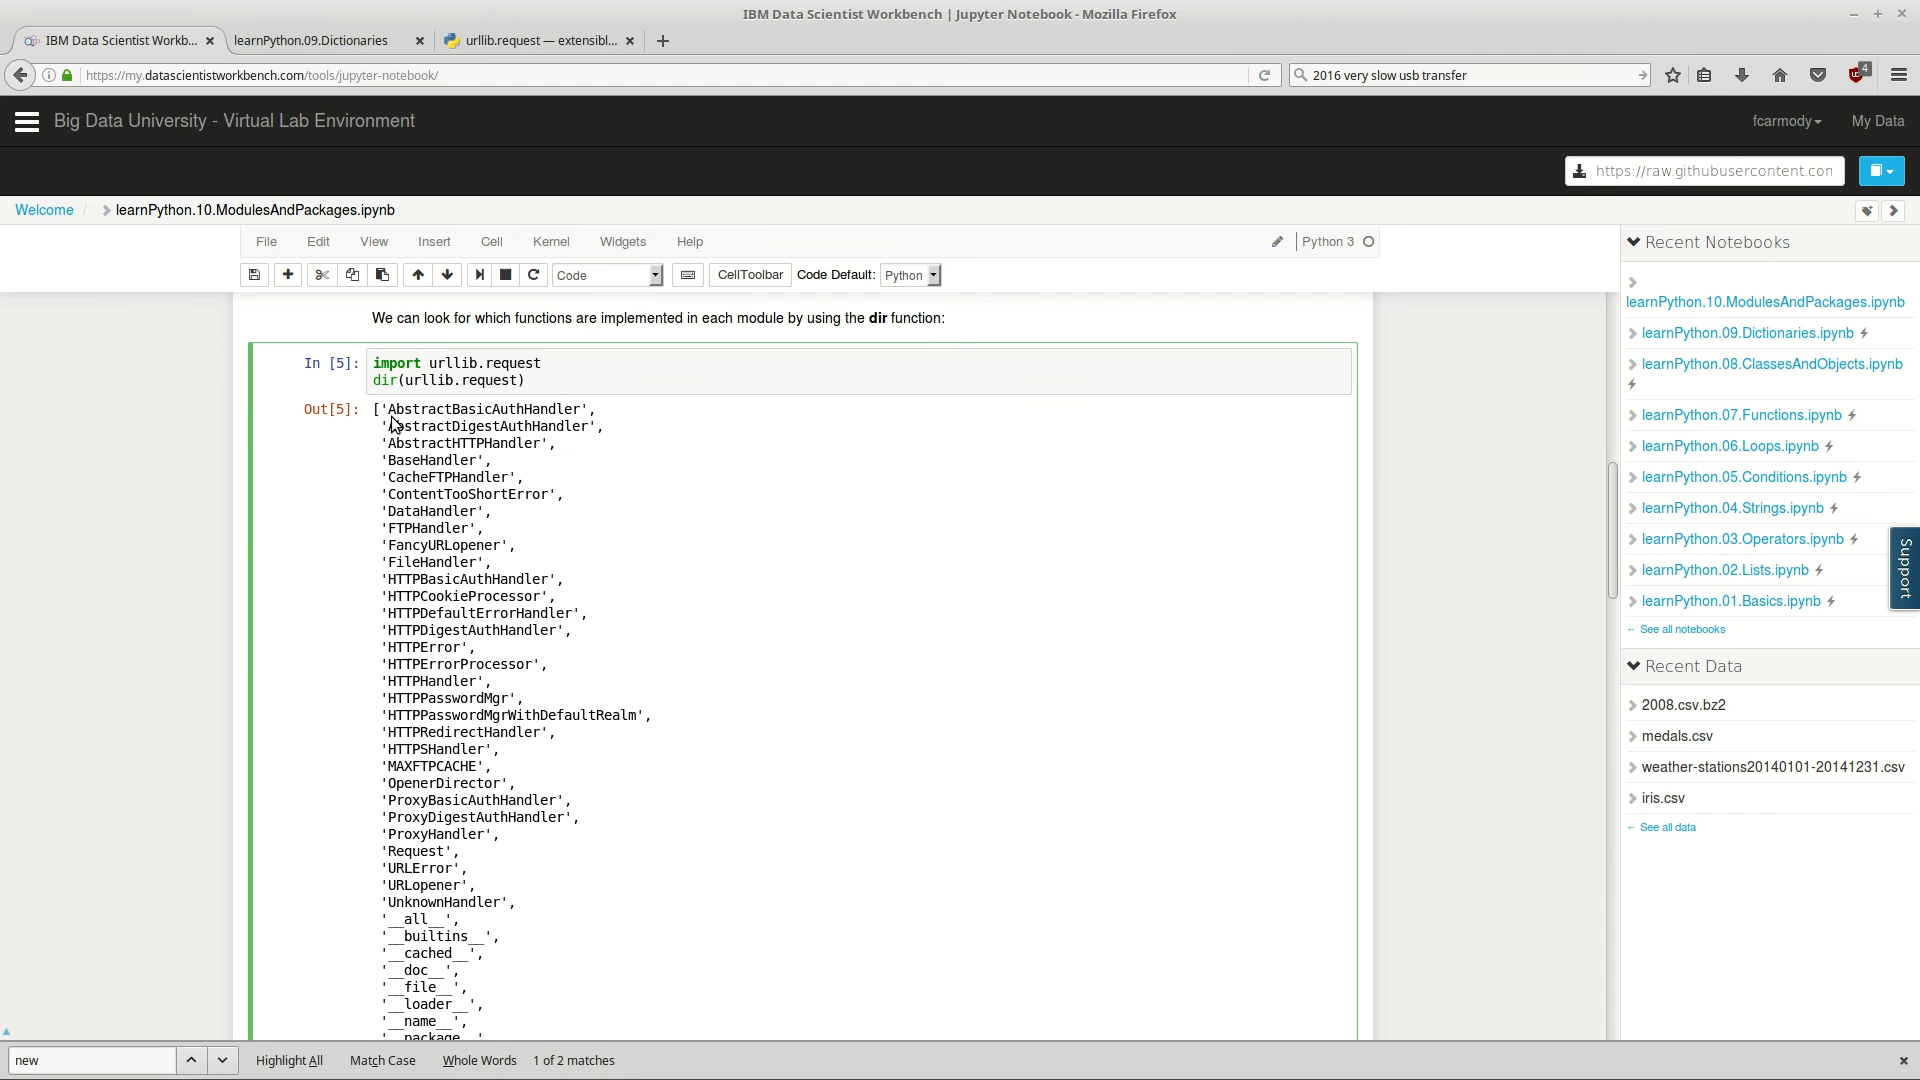 IBM Data Scientist Workbench | Jupyter Notebook - Mozilla Firefox
IBM Data Scientist Workb...
learnPython.09.Dictionaries
urllib.request — extensibl...
https://my.datascientistworkbench.com/tools/jupyter-notebook/
2016 very slow usb transfer
4
Big Data University - Virtual Lab Environment
fcarmody
My Data
https://raw.githubusercontent.com
Welcome / learnPython.10.ModulesAndPackages.ipynb
File Edit View Insert Cell Kernel Widgets Help
Python 3
Code
CellToolbar
Code Default: Python
We can look for which functions are implemented in each module by using the dir function:
In [5]: import urllib.request
dir(urllib.request)
Out[5]: ['AbstractBasicAuthHandler',
'AbstractDigestAuthHandler',
'AbstractHTTPHandler',
'BaseHandler',
'CacheFTPHandler',
'ContentTooShortError',
'DataHandler',
'FTPHandler',
'FancyURLopener',
'FileHandler',
'HTTPBasicAuthHandler',
'HTTPCookieProcessor',
'HTTPDefaultErrorHandler',
'HTTPDigestAuthHandler',
'HTTPError',
'HTTPErrorProcessor',
'HTTPHandler',
'HTTPPasswordMgr',
'HTTPPasswordMgrWithDefaultRealm',
'HTTPRedirectHandler',
'HTTPSHandler',
'MAXFTPCACHE',
'OpenerDirector',
'ProxyBasicAuthHandler',
'ProxyDigestAuthHandler',
'ProxyHandler',
'Request',
'URLError',
'URLopener',
'UnknownHandler',
'__all__',
'__builtins__',
'__cached__',
'__doc__',
'__file__',
'__loader__',
'__name__',
'__package__'
Recent Notebooks
learnPython.10.ModulesAndPackages.ipynb
learnPython.09.Dictionaries.ipynb
learnPython.08.ClassesAndObjects.ipynb
learnPython.07.Functions.ipynb
learnPython.06.Loops.ipynb
learnPython.05.Conditions.ipynb
learnPython.04.Strings.ipynb
learnPython.03.Operators.ipynb
learnPython.02.Lists.ipynb
learnPython.01.Basics.ipynb
← See all notebooks
Recent Data
2008.csv.bz2
medals.csv
weather-stations20140101-20141231.csv
iris.csv
← See all data
Support
new
Highlight All
Match Case
Whole Words
1 of 2 matches